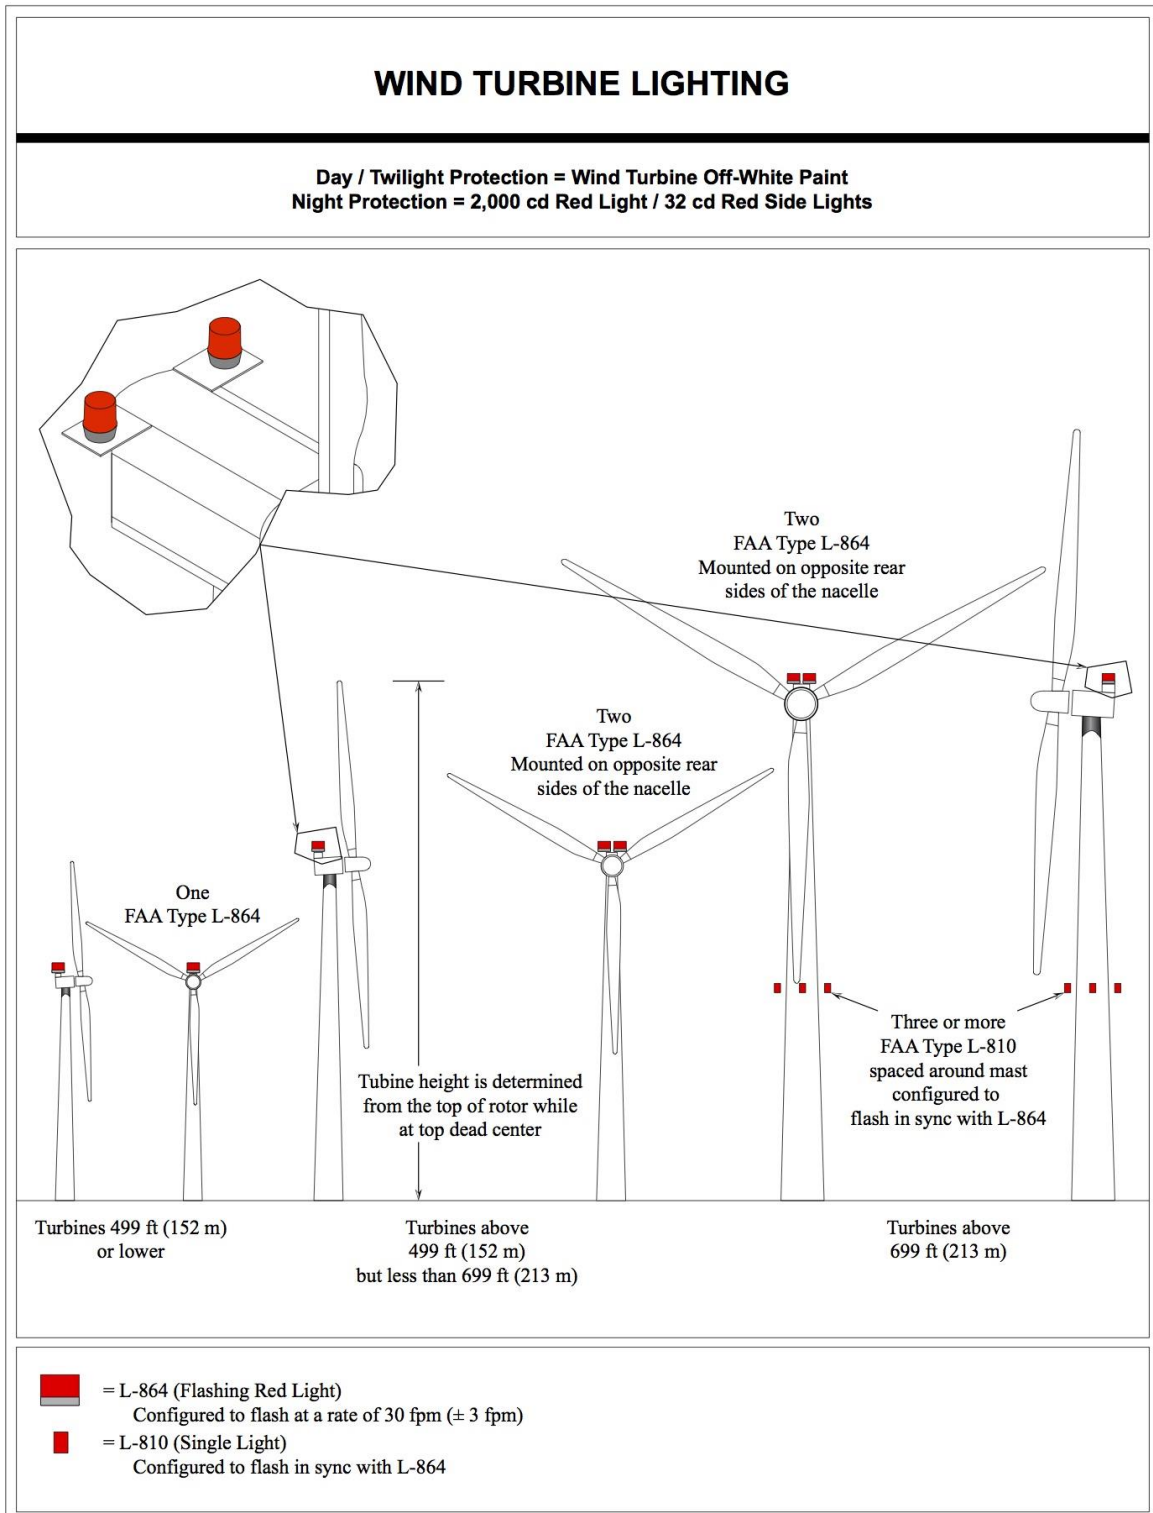 WIND TURBINE LIGHTING
Day / Twilight Protection = Wind Turbine Off-White Paint
Night Protection = 2,000 cd Red Light / 32 cd Red Side Lights
Two
FAA Type L-864
Mounted on opposite rear
sides of the nacelle
Two
FAA Type L-864
Mounted on opposite rear
sides of the nacelle
One
FAA Type L-864
Three or more
FAA Type L-810
spaced around mast
configured to
flash in sync with L-864
Tubine height is determined
from the top of rotor while
at top dead center
Turbines 499 ft (152 m)
or lower
Turbines above
499 ft (152 m)
but less than 699 ft (213 m)
Turbines above
699 ft (213 m)
= L-864 (Flashing Red Light)
Configured to flash at a rate of 30 fpm (± 3 fpm)
= L-810 (Single Light)
Configured to flash in sync with L-864